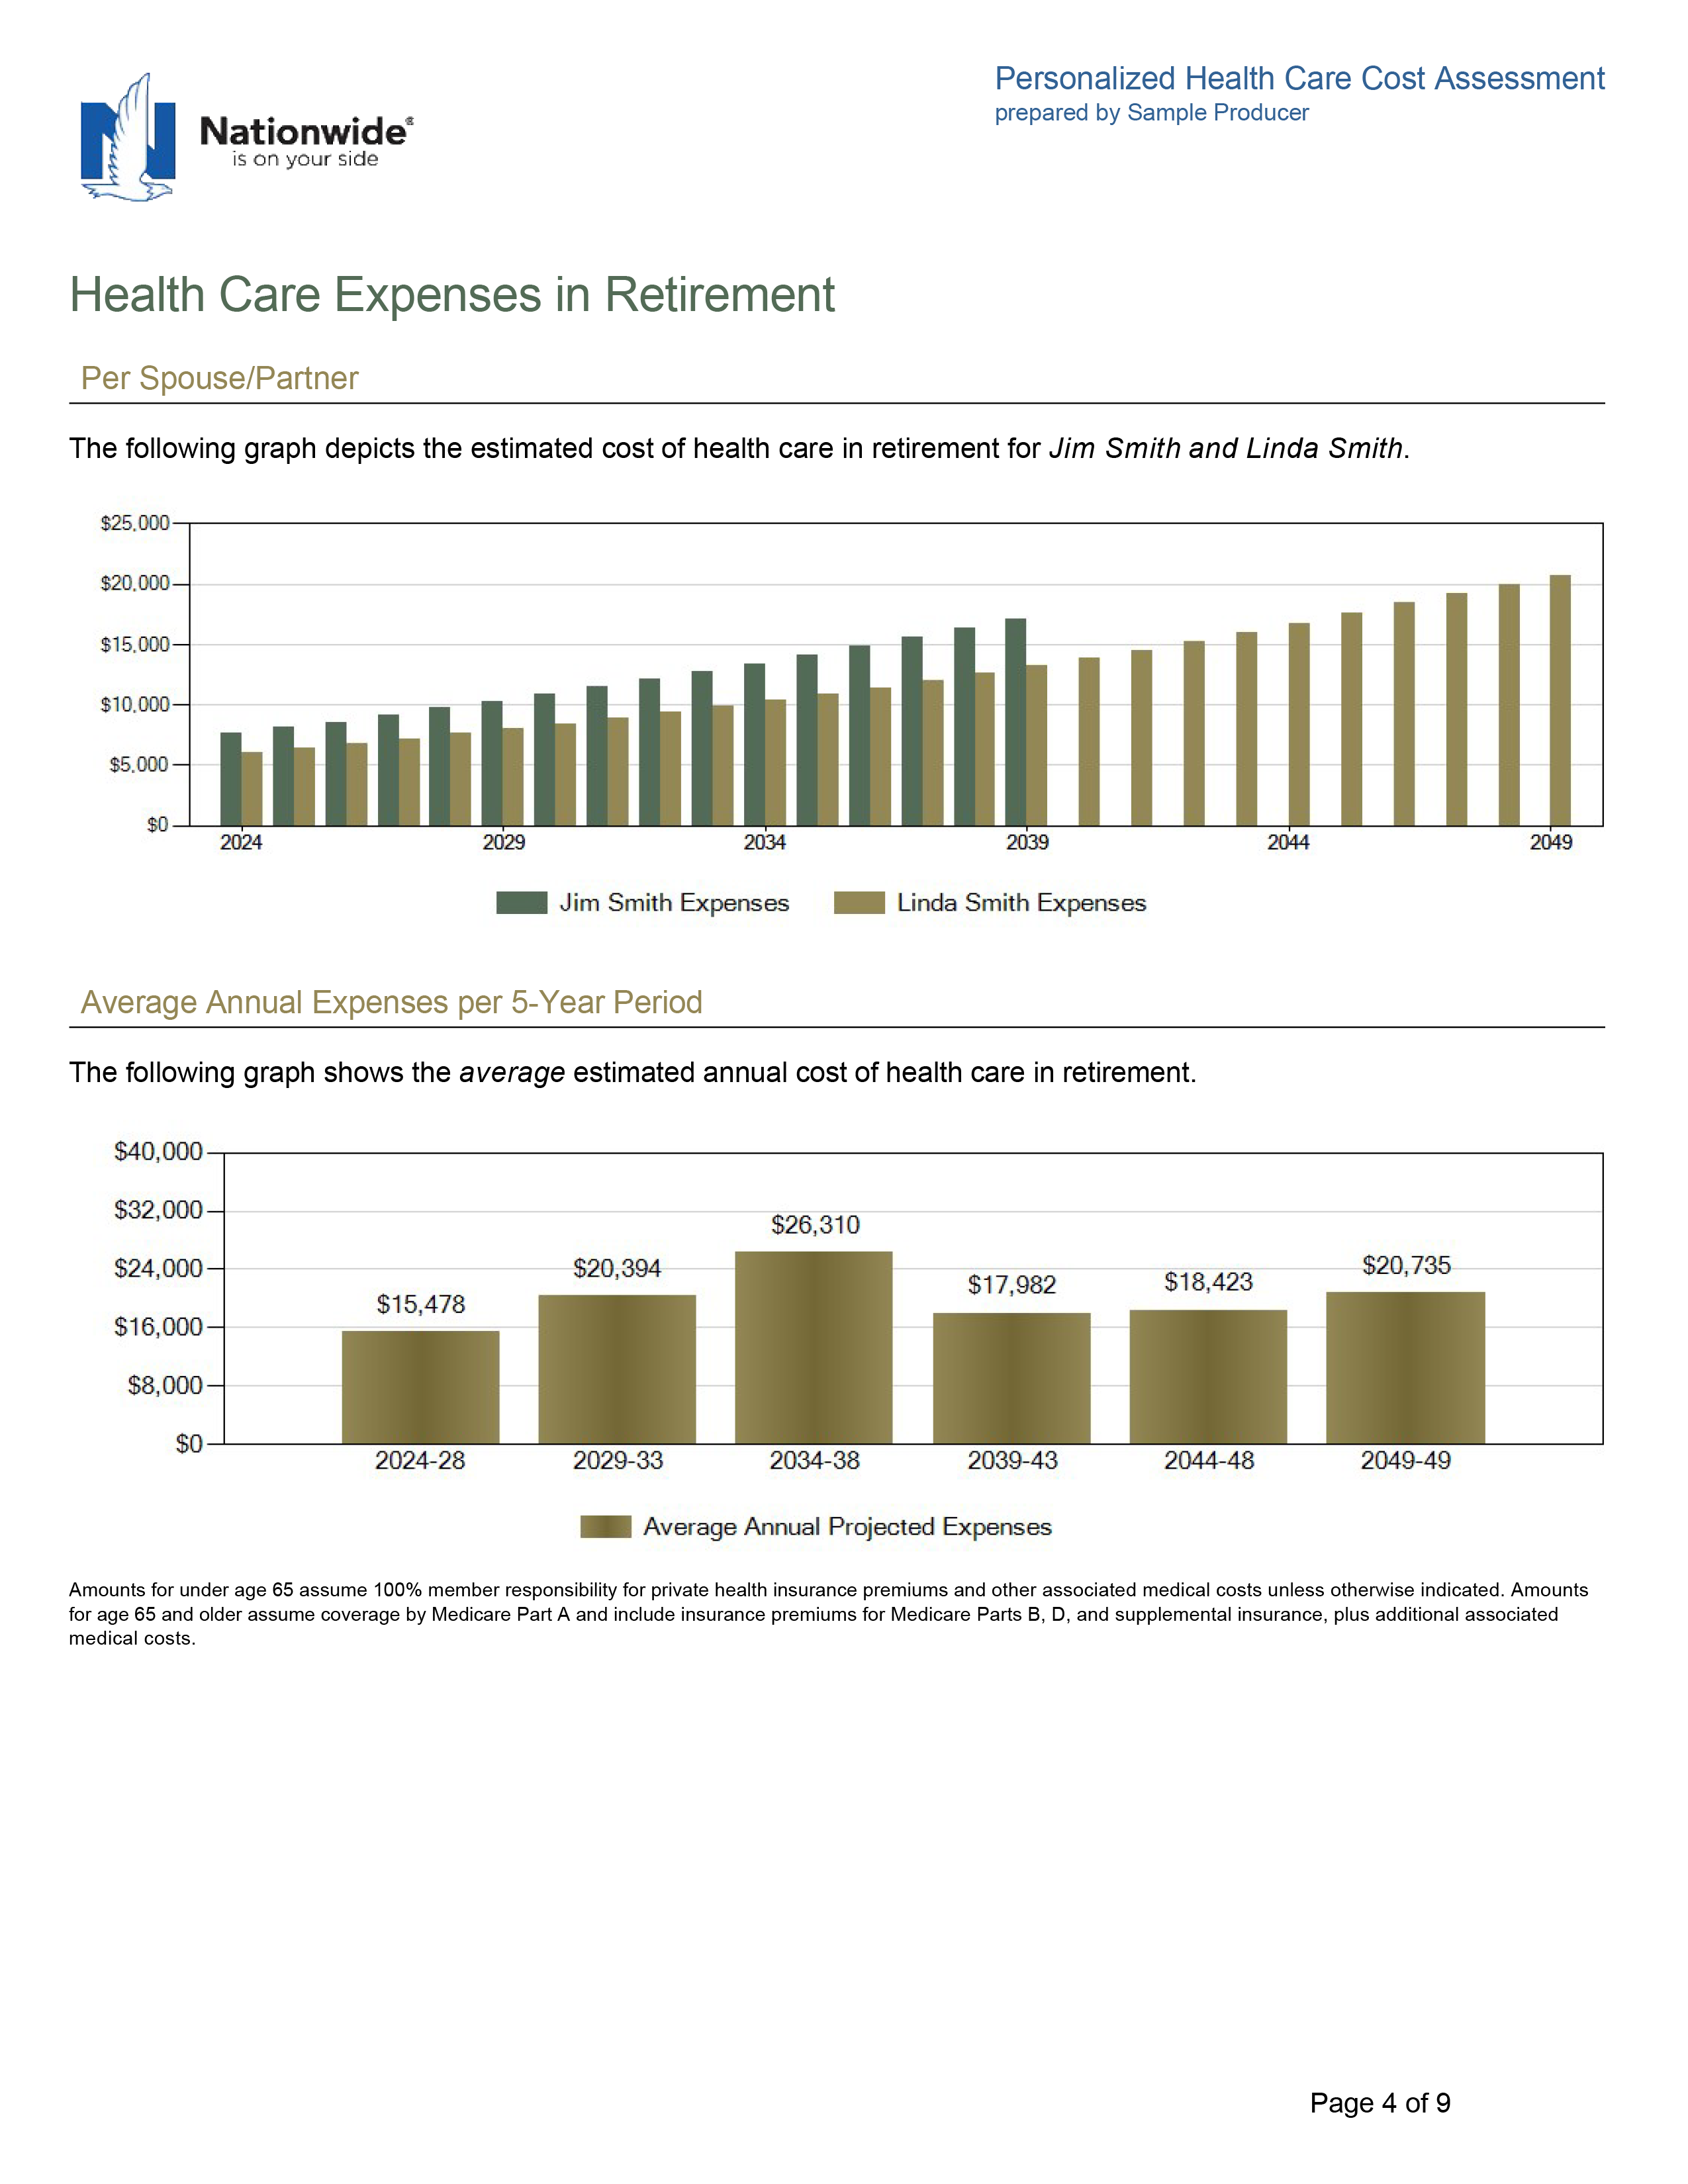 Personalized Health Care Cost Assessment
prepared by Sample Producer
Nationwide®
is on your side
Health Care Expenses in Retirement
Per Spouse/Partner
The following graph depicts the estimated cost of health care in retirement for Jim Smith and Linda Smith.
$25,000
$20,000
$15,000
$10,000
$5,000
$0
2024 2029 2034 2039 2044 2049
Jim Smith Expenses Linda Smith Expenses
Average Annual Expenses per 5-Year Period
The following graph shows the average estimated annual cost of health care in retirement.
$40,000
$32,000
$24,000
$16,000
$8,000
$0
$15,478 $20,394 $26,310 $17,982 $18,423 $20,735
2024-28 2029-33 2034-38 2039-43 2044-48 2049-49
Average Annual Projected Expenses
Amounts for under age 65 assume 100% member responsibility for private health insurance premiums and other associated medical costs unless otherwise indicated. Amounts
for age 65 and older assume coverage by Medicare Part A and include insurance premiums for Medicare Parts B, D, and supplemental insurance, plus additional associated
medical costs.
Page 4 of 9